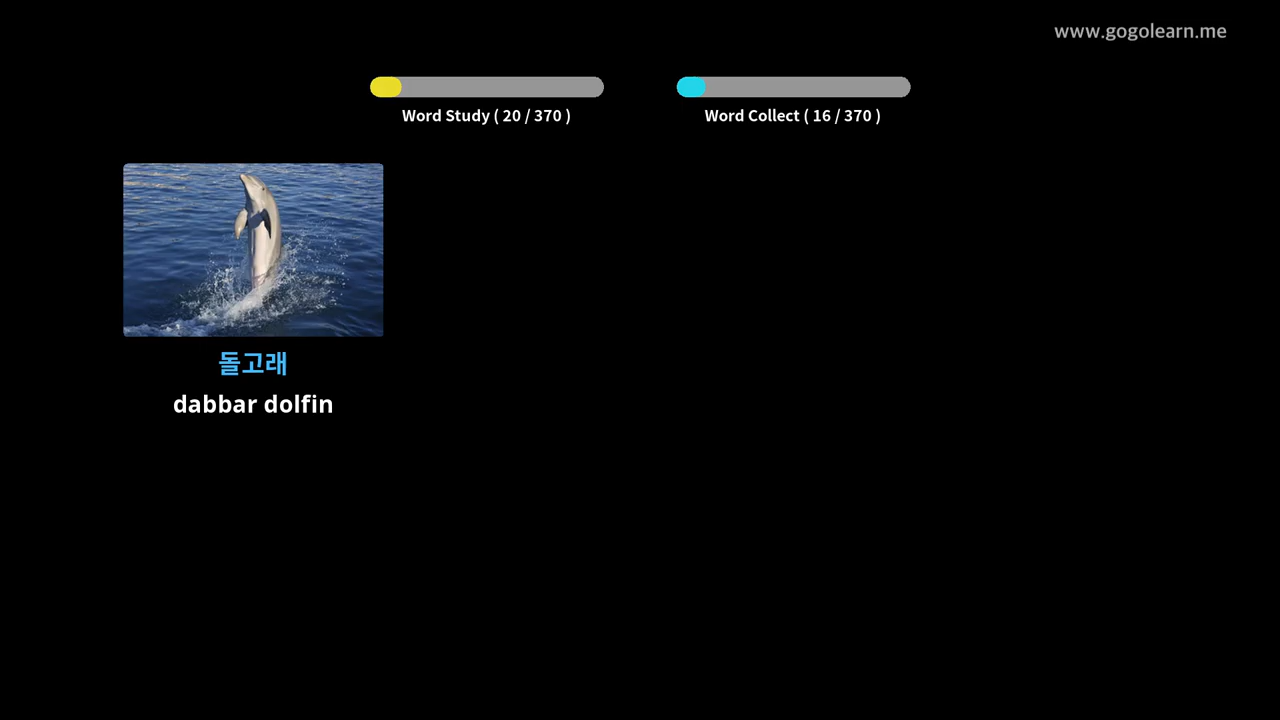 www.gogolearn.me
Word Study ( 20 / 370 )
Word Collect ( 16 / 370 )
돌고래
dabbar dolfin